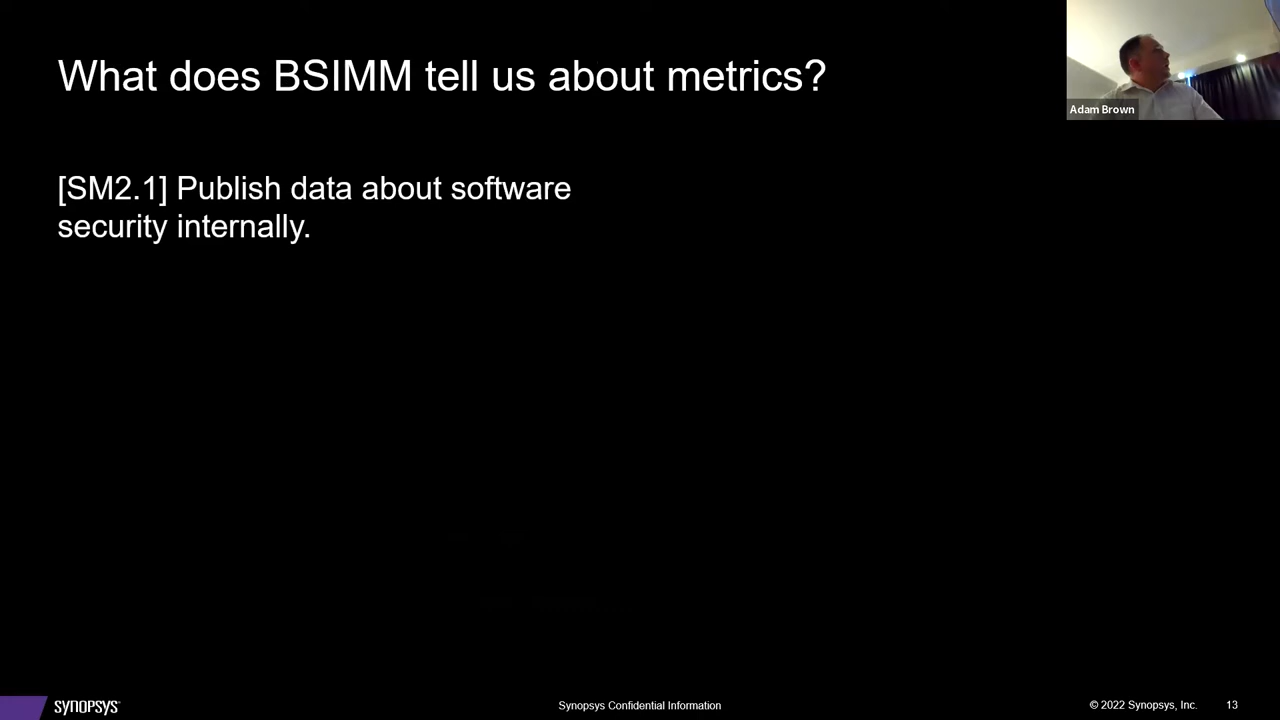 What does BSIMM tell us about metrics?
Adam Brown
[SM2.1] Publish data about software
security internally.
SYNOPSYS
Synopsys Confidential Information
© 2022 Synopsys, Inc.
13